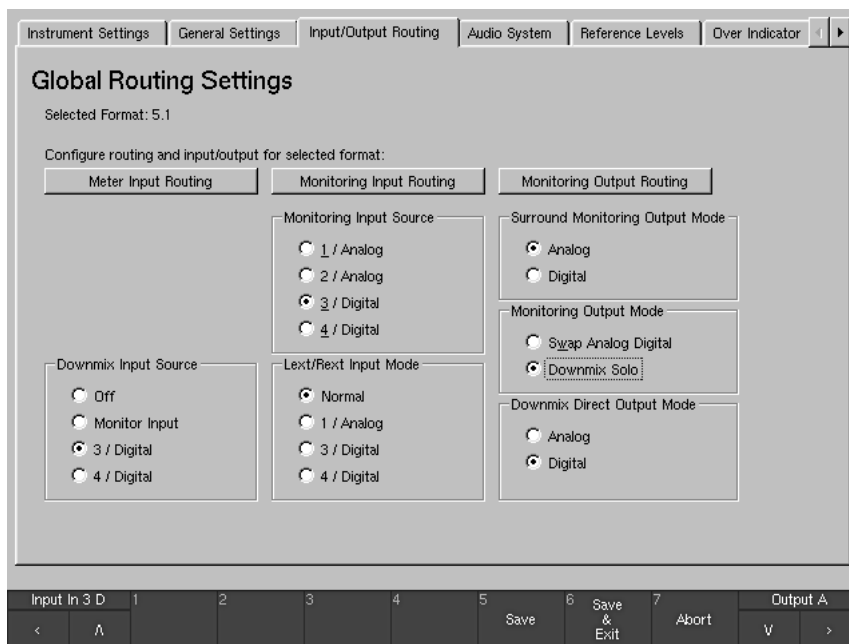 Instrument Settings General Settings Input/Output Routing Audio System Reference Levels Over Indicator
Global Routing Settings
Selected Format: 5.1
Configure routing and input/output for selected format:
Meter Input Routing Monitoring Input Routing Monitoring Output Routing
Monitoring Input Source
1 / Analog
2 / Analog
3 / Digital
4 / Digital
Surround Monitoring Output Mode
Analog
Digital
Monitoring Output Mode
Swap Analog Digital
Downmix Solo
Downmix Input Source
Off
Monitor Input
3 / Digital
4 / Digital
Lext/Rext Input Mode
Normal
1 / Analog
3 / Digital
4 / Digital
Downmix Direct Output Mode
Analog
Digital
Input In 3 D 1 2 3 4 5 Save 6 Save & Exit 7 Abort Output A
< Λ V >